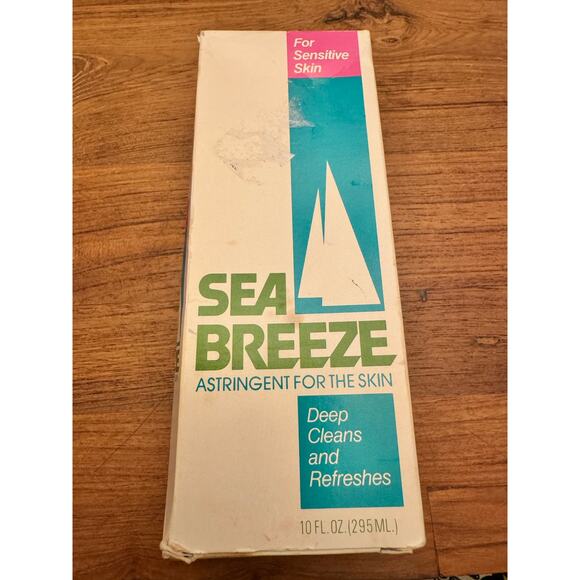 For
Sensitive
Skin
SEA
BREEZE
ASTRINGENT FOR THE SKIN
Deep
Cleans
and
Refreshes
10 FL. OZ. (295 ML.)